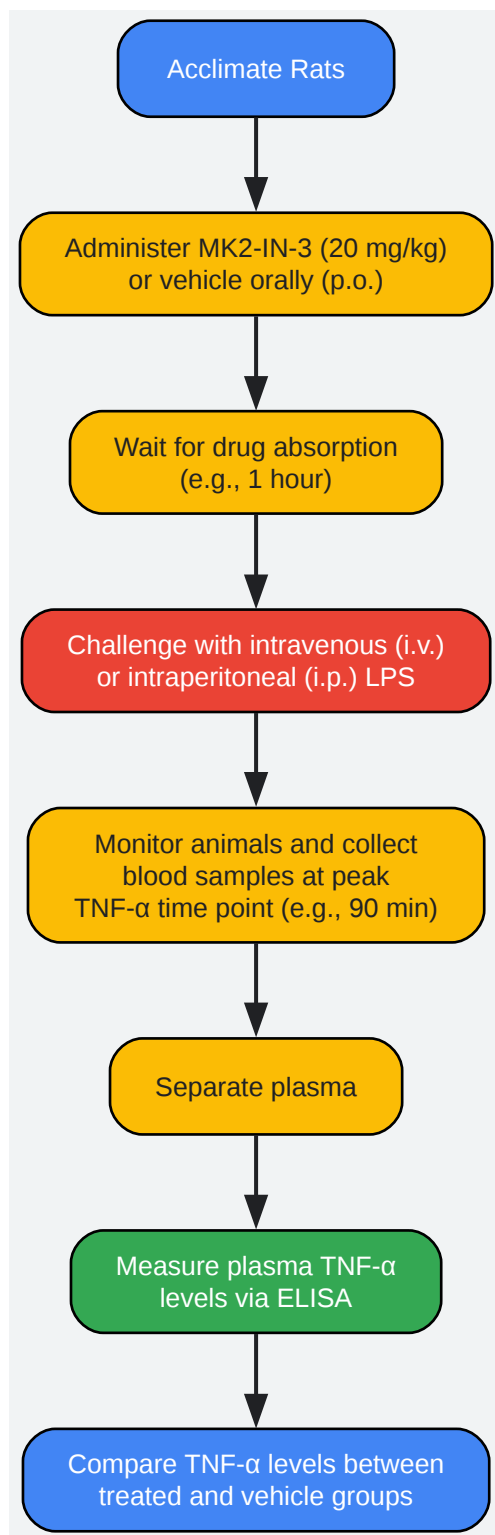 Acclimate Rats
Administer MK2-IN-3 (20 mg/kg)
or vehicle orally (p.o.)
Wait for drug absorption
(e.g., 1 hour)
Challenge with intravenous (i.v.)
or intraperitoneal (i.p.) LPS
Monitor animals and collect
blood samples at peak
TNF-α time point (e.g., 90 min)
Separate plasma
Measure plasma TNF-α
levels via ELISA
Compare TNF-α levels between
treated and vehicle groups